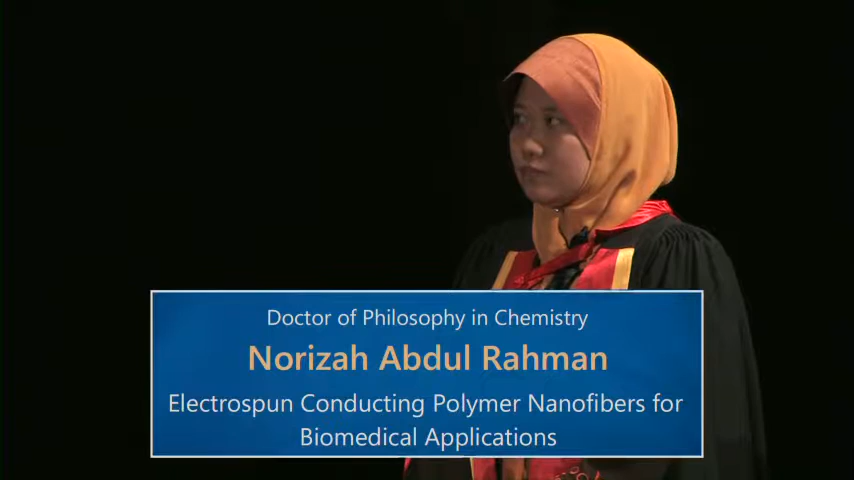 Doctor of Philosophy in Chemistry
Norizah Abdul Rahman
Electrospun Conducting Polymer Nanofibers for
Biomedical Applications